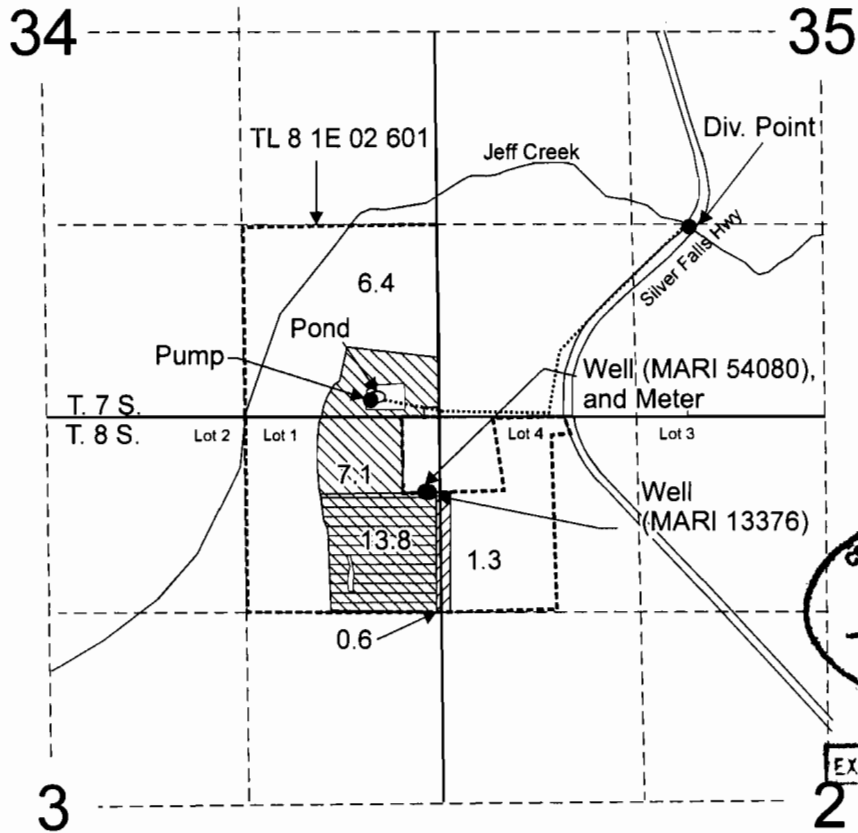 34
35
TL 8 1E 02 601
Jeff Creek
Div. Point
Silver Falls Hwy
6.4
Pond
Pump
Well (MARI 54080),
and Meter
T. 7 S.
T. 8 S.
Lot 2
Lot 1
Lot 4
Lot 3
7.1
Well
(MARI 13376)
13.8
1.3
0.6
EX
3
2